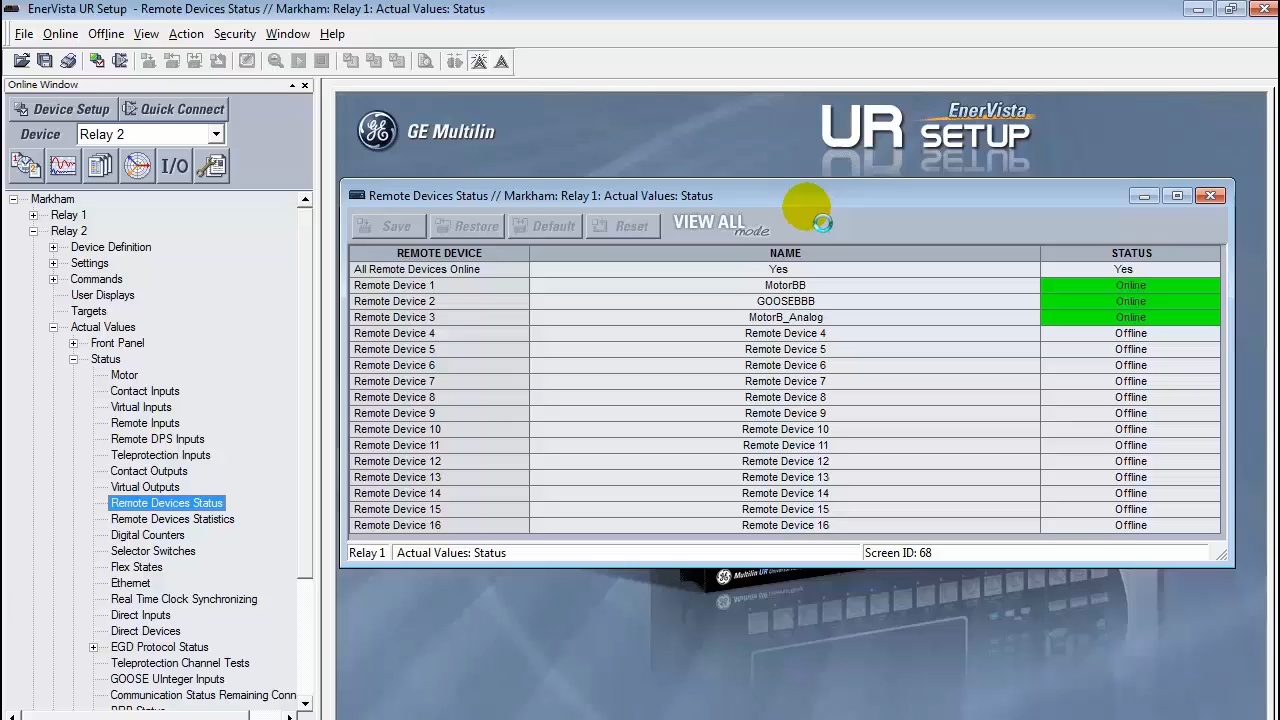 EnerVista UR Setup - Remote Devices Status // Markham: Relay 1: Actual Values: Status
File Online Offline View Action Security Window Help
Online Window
Device Setup Quick Connect
Device Relay 2
I/O
Markham
Relay 1
Relay 2
Device Definition
Settings
Commands
User Displays
Targets
Actual Values
Front Panel
Status
Motor
Contact Inputs
Virtual Inputs
Remote Inputs
Remote DPS Inputs
Teleprotection Inputs
Contact Outputs
Virtual Outputs
Remote Devices Status
Remote Devices Statistics
Digital Counters
Selector Switches
Flex States
Ethernet
Real Time Clock Synchronizing
Direct Inputs
Direct Devices
EGD Protocol Status
Teleprotection Channel Tests
GOOSE UInteger Inputs
Communication Status Remaining Conn
GE Multilin
UR EnerVista
SETUP
Remote Devices Status // Markham: Relay 1: Actual Values: Status
Save Restore Default Reset VIEW ALL mode
REMOTE DEVICE NAME STATUS
All Remote Devices Online Yes Yes
Remote Device 1 MotorBB Online
Remote Device 2 GOOSEBBB Online
Remote Device 3 MotorB_Analog Online
Remote Device 4 Remote Device 4 Offline
Remote Device 5 Remote Device 5 Offline
Remote Device 6 Remote Device 6 Offline
Remote Device 7 Remote Device 7 Offline
Remote Device 8 Remote Device 8 Offline
Remote Device 9 Remote Device 9 Offline
Remote Device 10 Remote Device 10 Offline
Remote Device 11 Remote Device 11 Offline
Remote Device 12 Remote Device 12 Offline
Remote Device 13 Remote Device 13 Offline
Remote Device 14 Remote Device 14 Offline
Remote Device 15 Remote Device 15 Offline
Remote Device 16 Remote Device 16 Offline
Relay 1 Actual Values: Status Screen ID: 68
Multilin UR